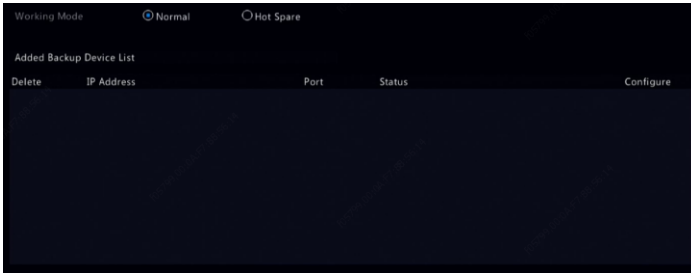 Working Mode Normal Hot Spare
Added Backup Device List
Delete IP Address Port Status Configure